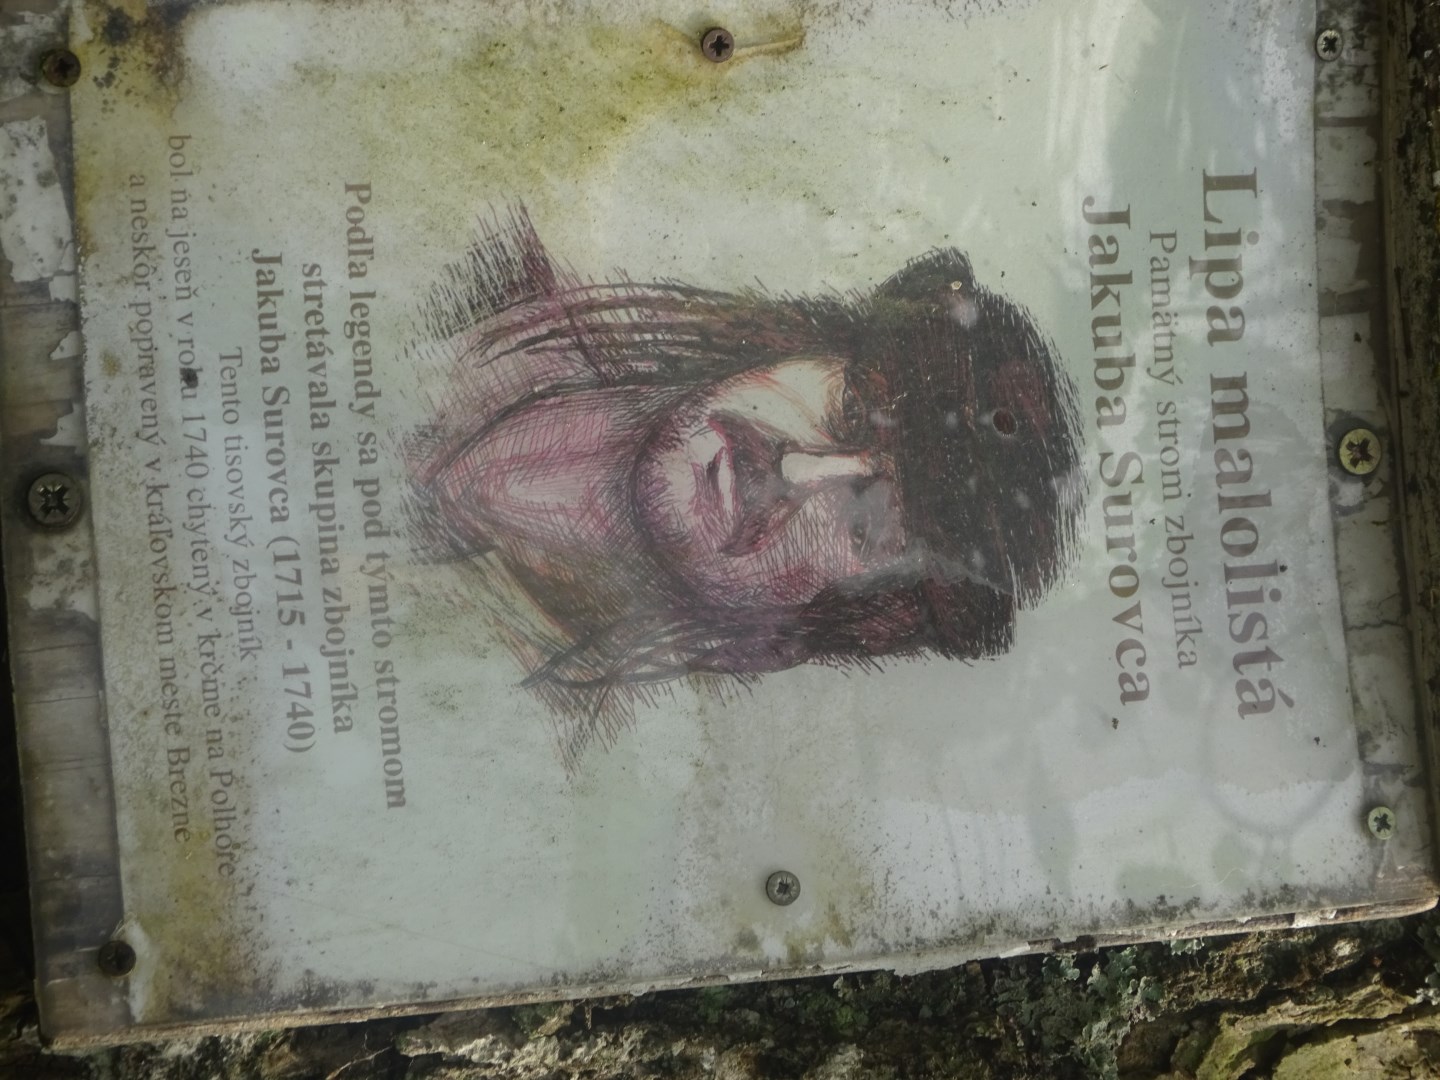 Lipa malolistá
Pamätný strom zbojníka
Jakuba Surovca
Podľa legendy sa pod týmto stromom
stretávala skupina zbojníka
Jakuba Surovca (1715 - 1740)
Tento tisovský zbojník
bol na jeseň v roku 1740 chytený v krčme na Polhore
a neskôr popravený v kráľovskom meste Brezne